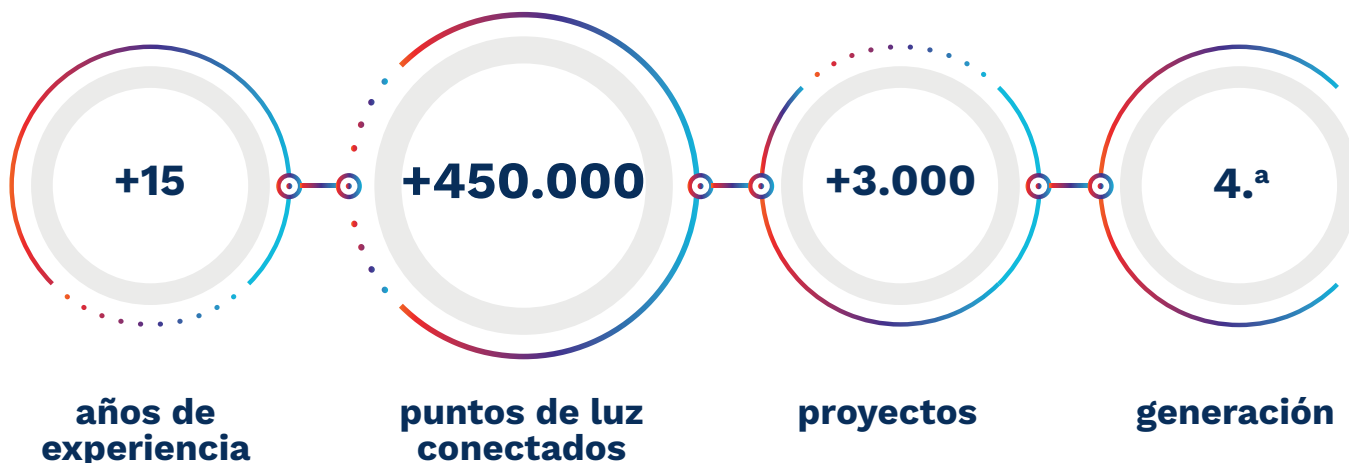 +15
años de
experiencia
+450.000
puntos de luz
conectados
+3.000
proyectos
4.ª
generación